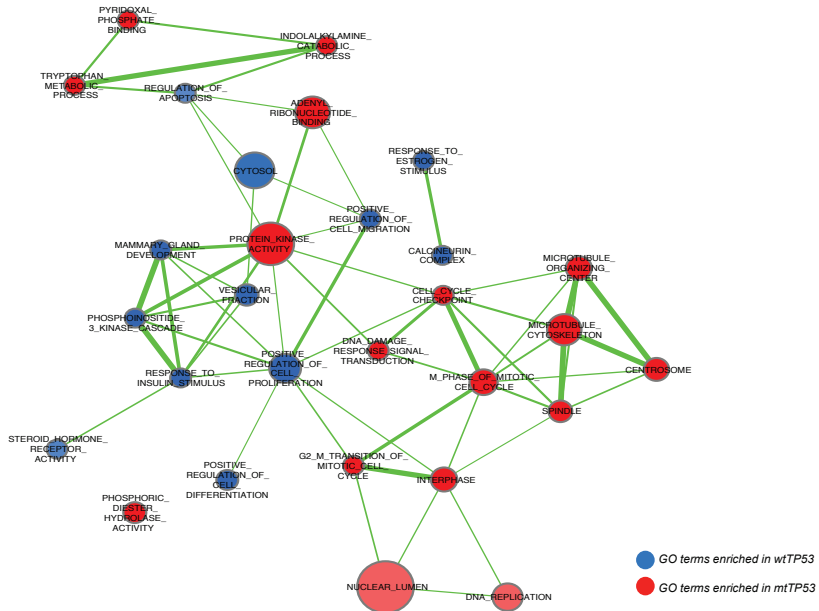 PYRIDOXAL_
PHOSPHATE_
BINDING
INDOLALKYLAMINE_
CATABOLIC_
PROCESS
TRYPTOPHAN_
METABOLIC_
PROCESS
REGULATION_OF_
APOPTOSIS
ADENYL_
RIBONUCLEOTIDE_
BINDING
RESPONSE_TO_
ESTROGEN_
STIMULUS
CYTOSOL
POSITIVE_
REGULATION_OF_
CELL_MIGRATION
PROTEIN_KINASE_
ACTIVITY
MAMMARY_GLAND_
DEVELOPMENT
CALCINEURIN_
COMPLEX
MICROTUBULE_
ORGANIZING_
CENTER
VESICULAR_
FRACTION
CELL_CYCLE_
CHECKPOINT
PHOSPHOINOSITIDE_
3_KINASE_CASCADE
MICROTUBULE_
CYTOSKELETON
DNA_DAMAGE_
RESPONSE_SIGNAL_
TRANSDUCTION
POSITIVE_
REGULATION_OF_
CELL_
PROLIFERATION
RESPONSE_TO_
INSULIN_STIMULUS
M_PHASE_OF_MITOTIC_
CELL_CYCLE
CENTROSOME
SPINDLE
STEROID_HORMONE_
RECEPTOR_
ACTIVITY
POSITIVE_
REGULATION_OF_
CELL_
DIFFERENTIATION
G2_M_TRANSITION_OF_
MITOTIC_CELL_
CYCLE
INTERPHASE
PHOSPHORIC_
DIESTER_
HYDROLASE_
ACTIVITY
NUCLEAR_LUMEN
DNA_REPLICATION
GO terms enriched in wtTP53
GO terms enriched in mtTP53